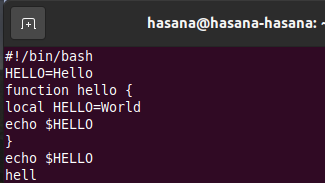 hasana@hasana-hasana: ~
#!/bin/bash
HELLO=Hello
function hello {
local HELLO=World
echo $HELLO
}
echo $HELLO
hell